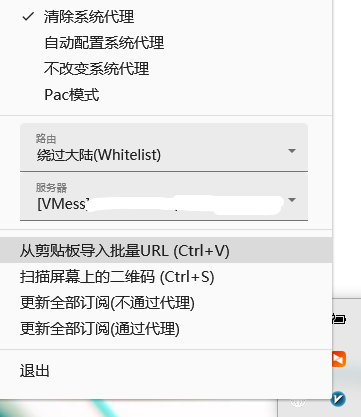 清除系统代理
自动配置系统代理
不改变系统代理
Pac模式
路由
绕过大陆(Whitelist)
服务器
[VMess]
从剪贴板导入批量URL (Ctrl+V)
扫描屏幕上的二维码 (Ctrl+S)
更新全部订阅(不通过代理)
更新全部订阅(通过代理)
退出